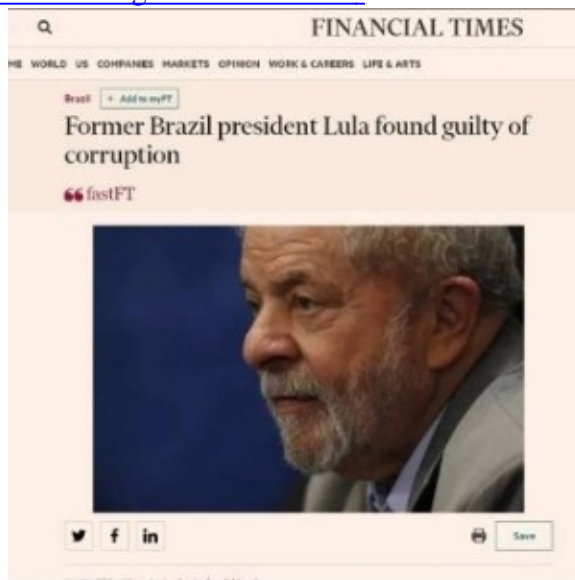 FINANCIAL TIMES
WORLD US COMPANIES MARKETS OPINION WORK & CAREERS LIFE & ARTS
Brazil + Add to myFT
Former Brazil president Lula found guilty of
corruption
fastFT
f in Save